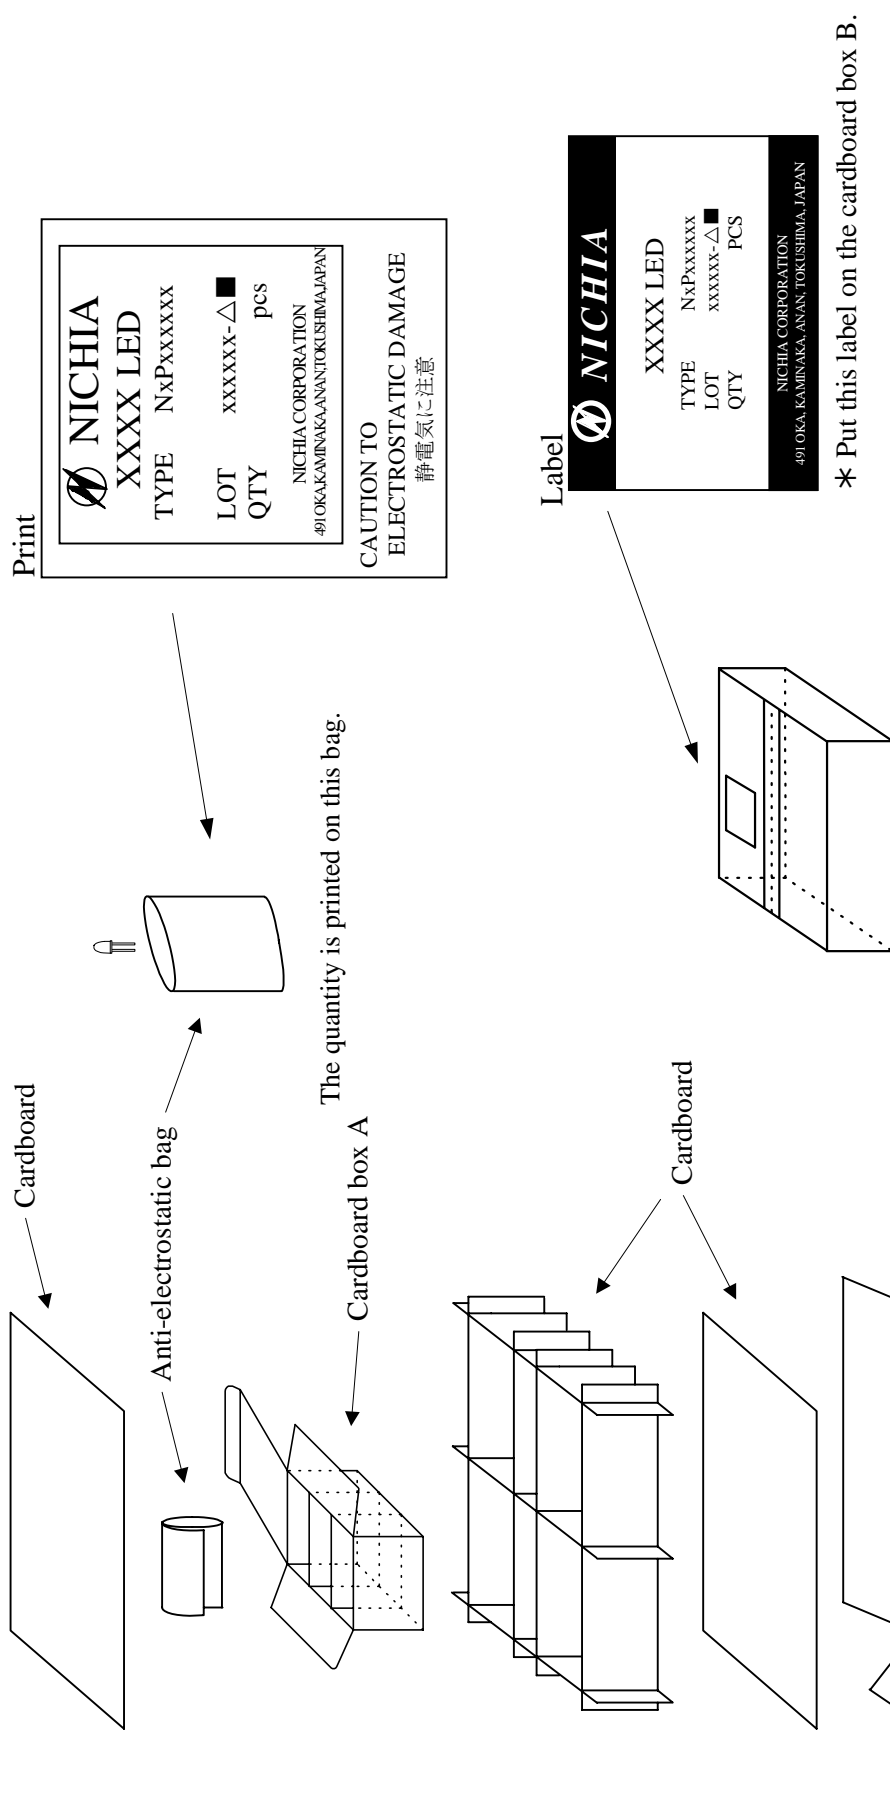 Print
NICHIA
XXXX LED
TYPE NxPxxxxxx
LOT xxxxxx-△■
QTY pcs
NICHIA CORPORATION
491 OKA,KAMINAKA,ANAN,TOKUSHIMA,JAPAN
CAUTION TO
ELECTROSTATIC DAMAGE
静電気に注意
Cardboard
Anti-electrostatic bag
The quantity is printed on this bag.
Cardboard box A
Label
NICHIA
XXXX LED
TYPE NxPxxxxxx
LOT xxxxxx-△■
QTY PCS
NICHIA CORPORATION
491 OKA, KAMINAKA, ANAN, TOKUSHIMA, JAPAN
* Put this label on the cardboard box B.
Cardboard